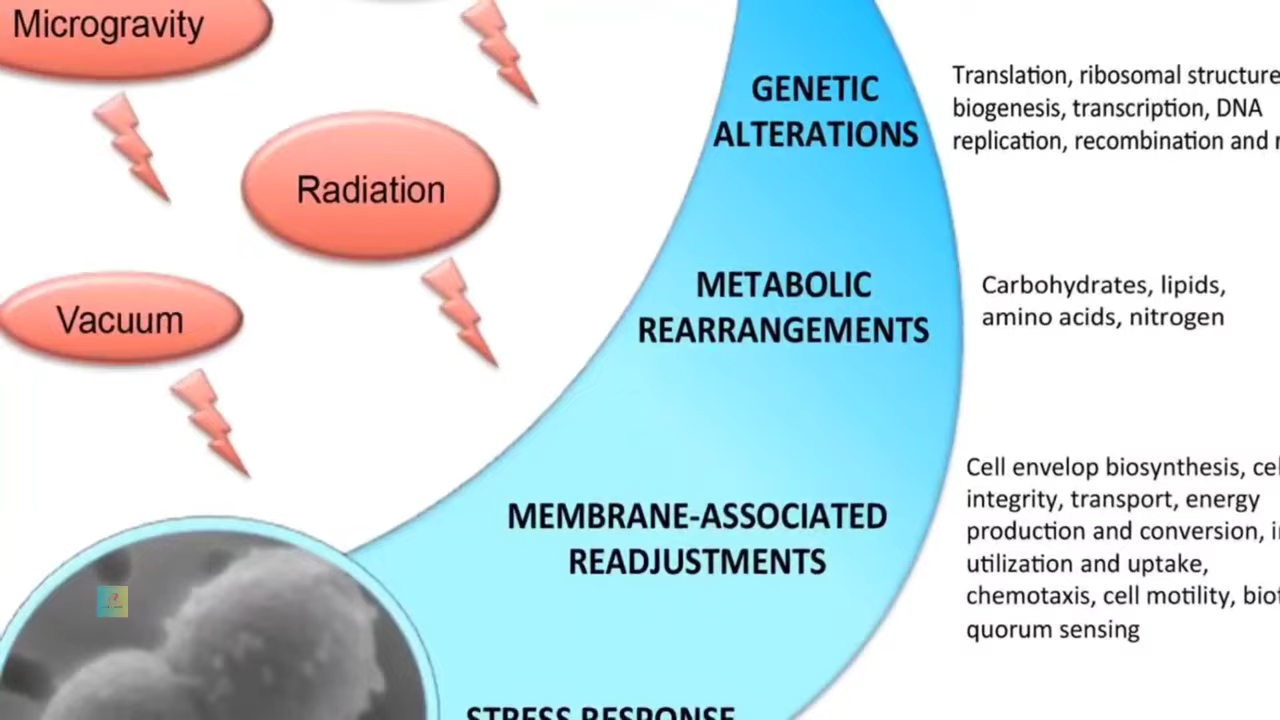 Microgravity
Radiation
Vacuum
GENETIC
ALTERATIONS
Translation, ribosomal structure
biogenesis, transcription, DNA
replication, recombination and
METABOLIC
REARRANGEMENTS
Carbohydrates, lipids,
amino acids, nitrogen
MEMBRANE-ASSOCIATED
READJUSTMENTS
Cell envelop biosynthesis,
integrity, transport, energy
production and conversion,
utilization and uptake,
chemotaxis, cell motility,
quorum sensing
STRESS RESPONSE